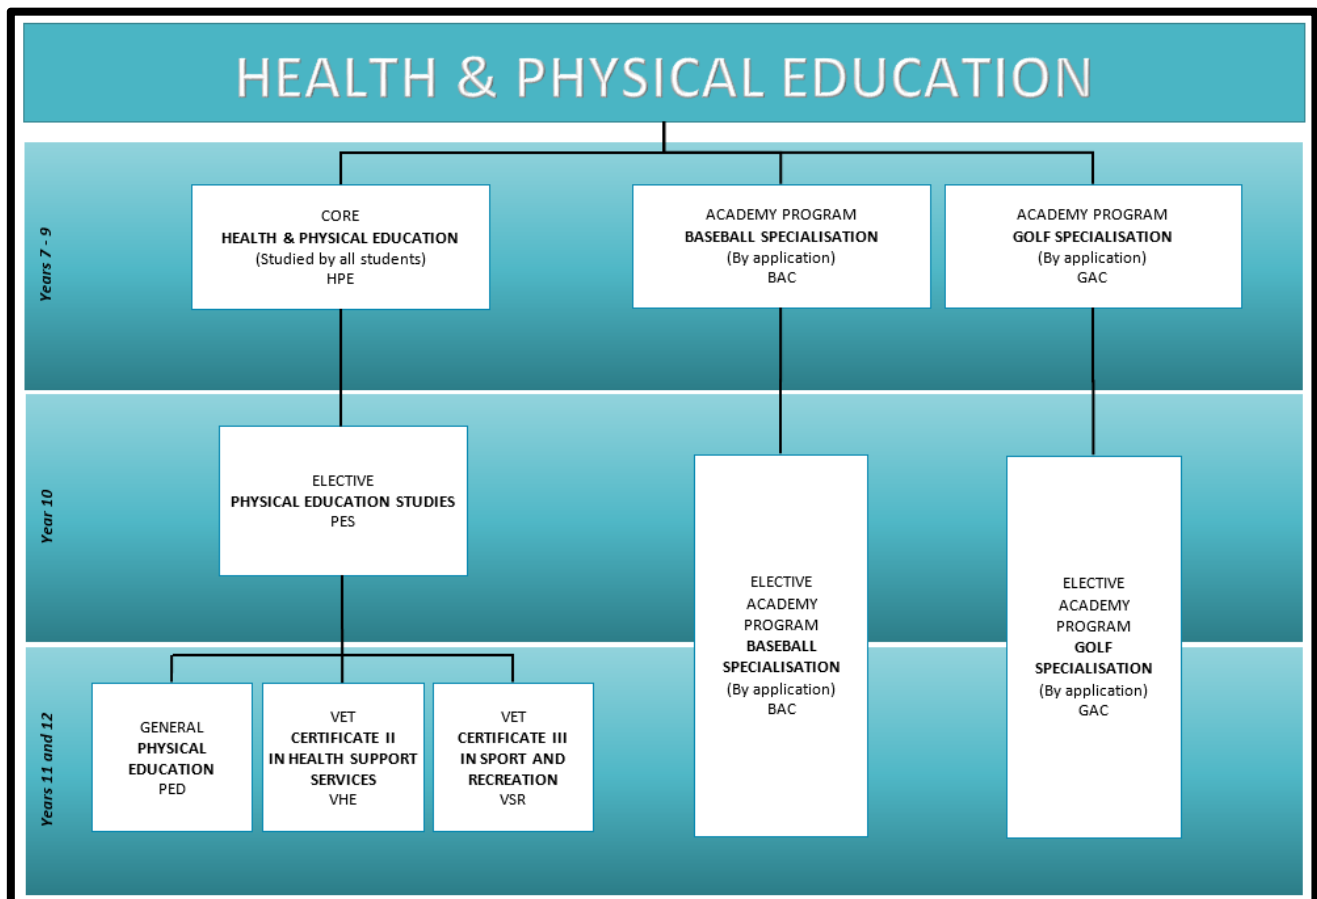 HEALTH & PHYSICAL EDUCATION
Years 7 - 9
CORE
HEALTH & PHYSICAL EDUCATION
(Studied by all students)
HPE
ACADEMY PROGRAM
BASEBALL SPECIALISATION
(By application)
BAC
ACADEMY PROGRAM
GOLF SPECIALISATION
(By application)
GAC
Year 10
ELECTIVE
PHYSICAL EDUCATION STUDIES
PES
ELECTIVE
ACADEMY
PROGRAM
BASEBALL
SPECIALISATION
(By application)
BAC
ELECTIVE
ACADEMY
PROGRAM
GOLF
SPECIALISATION
(By application)
GAC
Years 11 and 12
GENERAL
PHYSICAL
EDUCATION
PED
VET
CERTIFICATE II
IN HEALTH SUPPORT
SERVICES
VHE
VET
CERTIFICATE III
IN SPORT AND
RECREATION
VSR